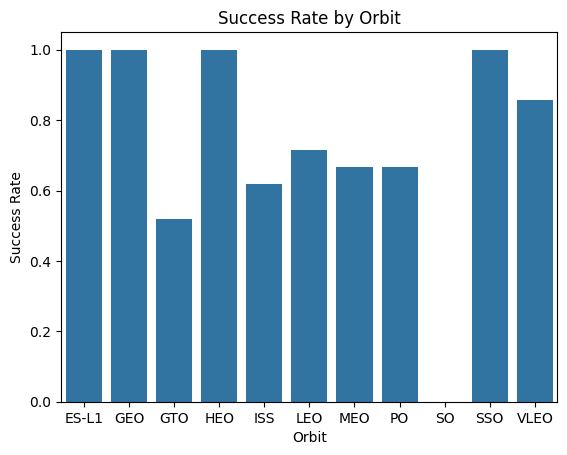 Success Rate by Orbit
1.0
0.8
0.6
0.4
0.2
0.0
Success Rate
ES-L1 GEO GTO HEO ISS LEO MEO PO SO SSO VLEO
Orbit